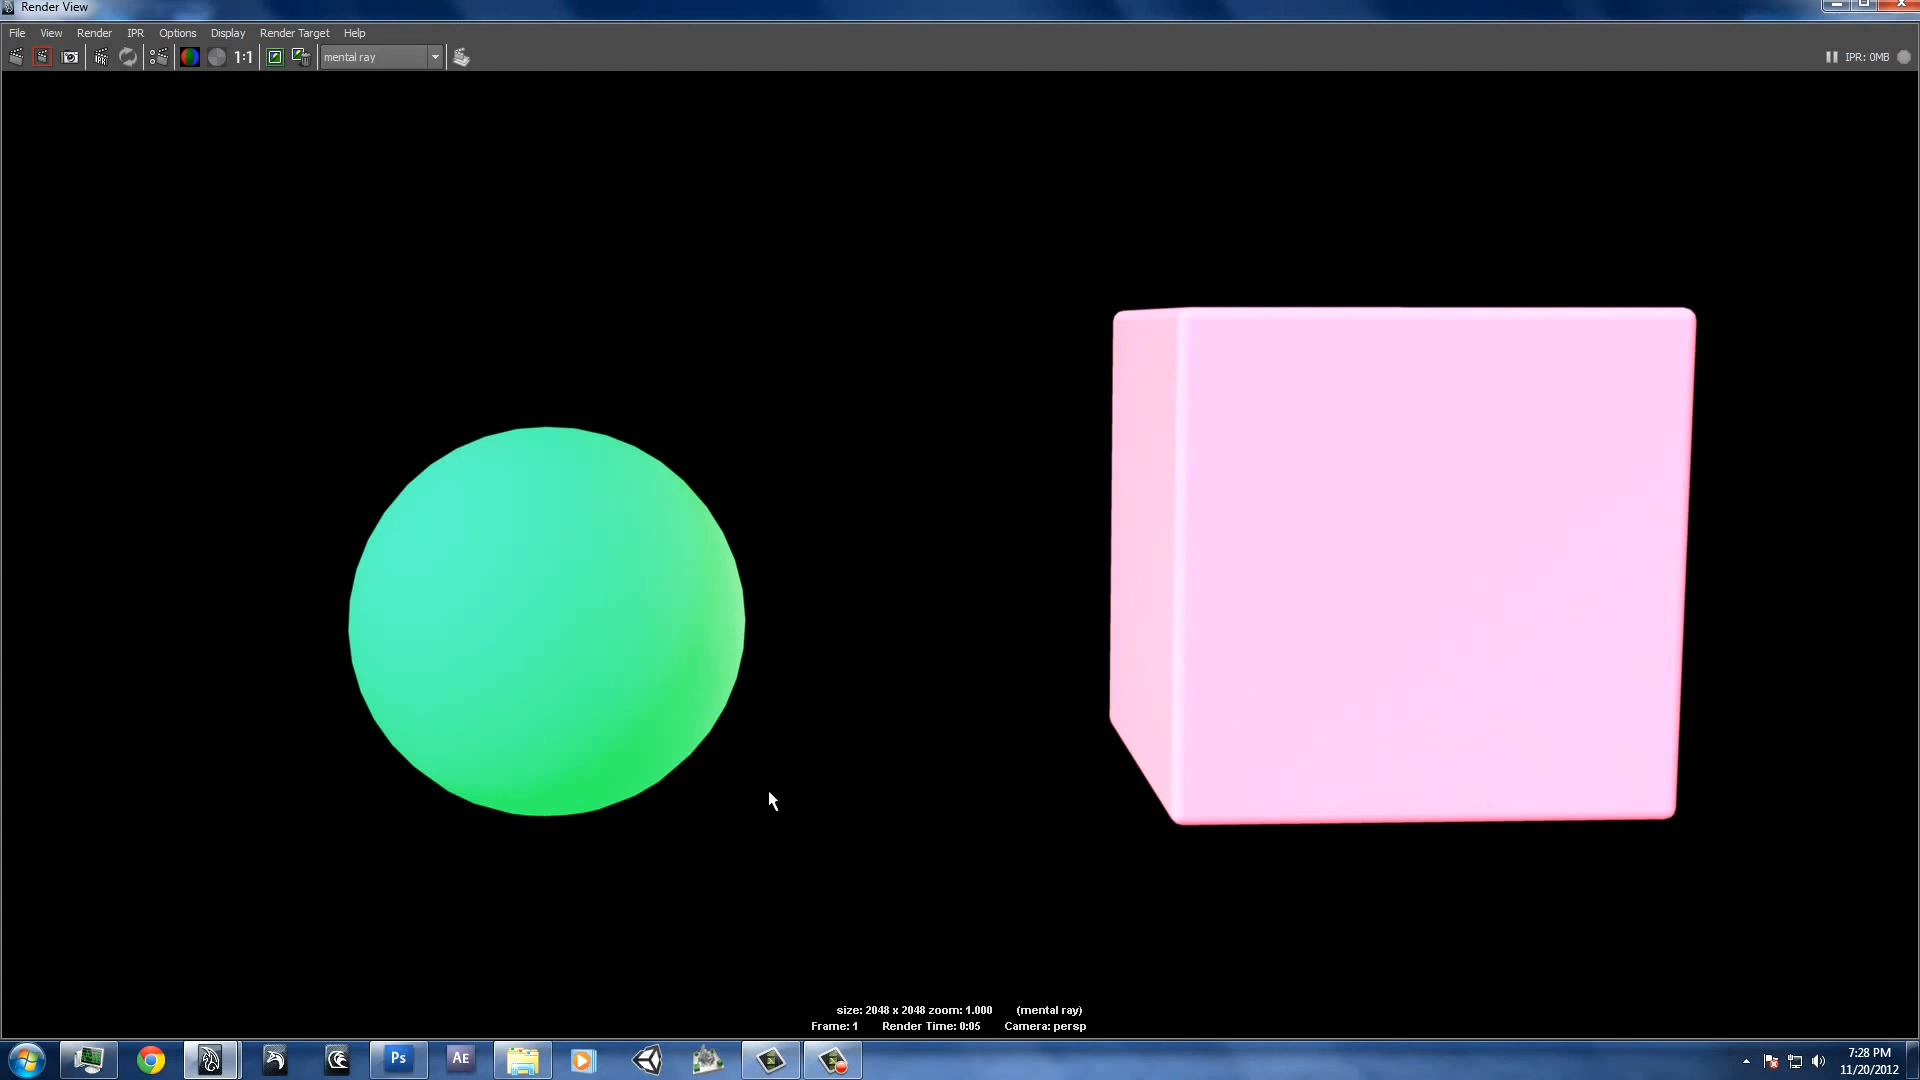 Render View
File View Render IPR Options Display Render Target Help
IPR 1:1 mental ray IPR: 0MB
size: 2048 x 2048 zoom: 1.000 (mental ray)
Frame: 1 Render Time: 0:05 Camera: persp
Ps AE 7:28 PM
11/20/2012